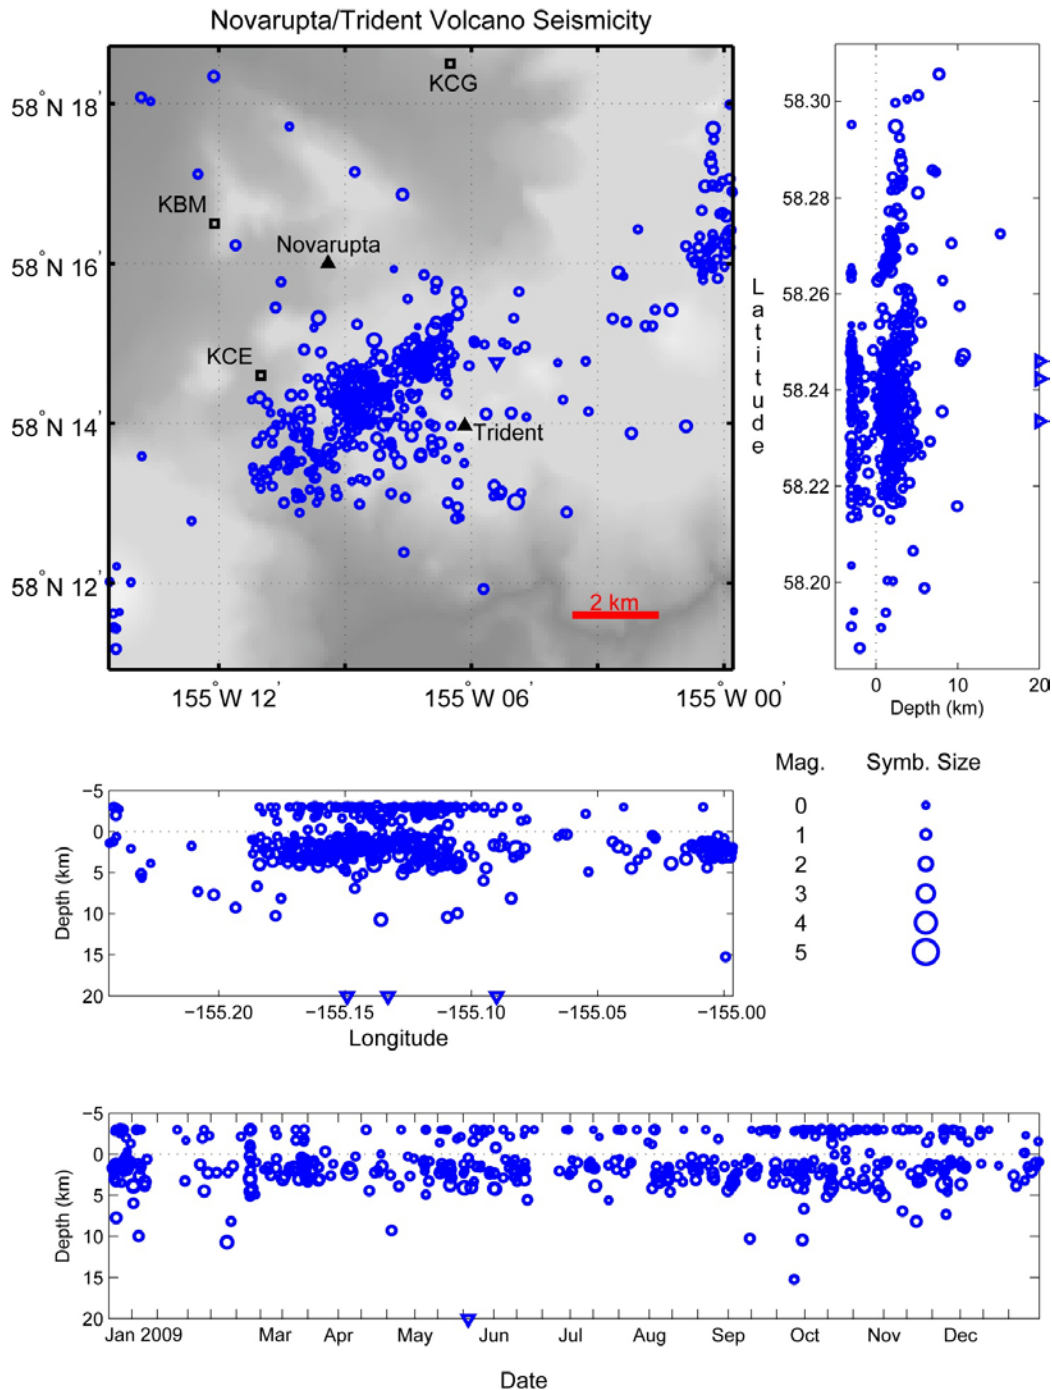 Novarupta/Trident Volcano Seismicity
KCG
58°N 18'
KBM
Novarupta
58°N 16'
KCE
58°N 14'
Trident
58°N 12'
2 km
155°W 12' 155°W 06' 155°W 00'
Latitude
58.30
58.28
58.26
58.24
58.22
58.20
0 10 20
Depth (km)
Mag. Symb. Size
0
1
2
3
4
5
−5
0
5
10
15
20
Depth (km)
−155.20 −155.15 −155.10 −155.05 −155.00
Longitude
−5
0
5
10
15
20
Depth (km)
Jan 2009 Mar Apr May Jun Jul Aug Sep Oct Nov Dec
Date